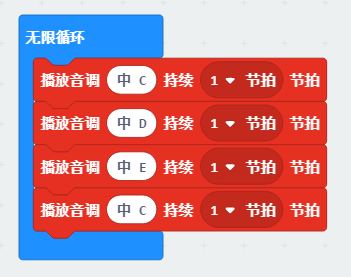 无限循环
播放音调 中 C 持续 1 节拍 节拍
播放音调 中 D 持续 1 节拍 节拍
播放音调 中 E 持续 1 节拍 节拍
播放音调 中 C 持续 1 节拍 节拍